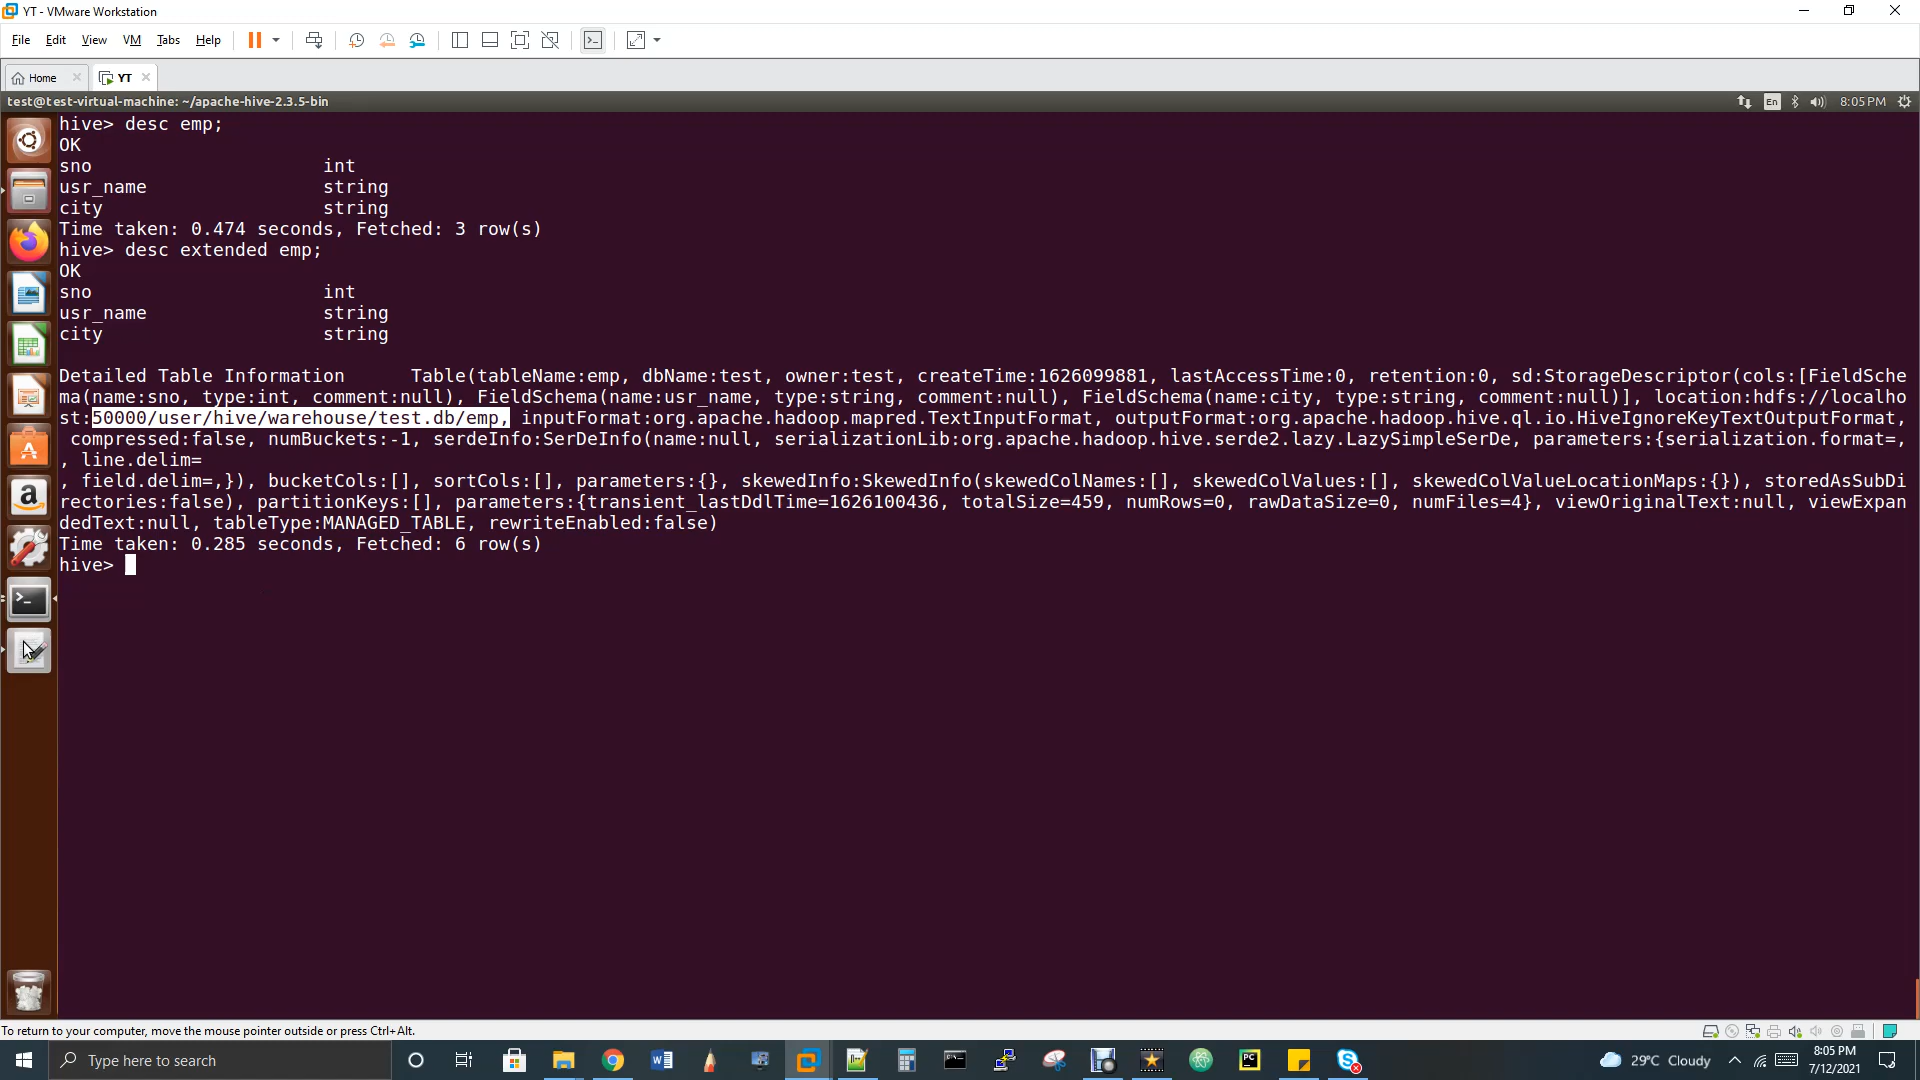 YT - VMware Workstation
File Edit View VM Tabs Help
Home YT
test@test-virtual-machine: ~/apache-hive-2.3.5-bin En 8:05 PM
hive> desc emp;
OK
sno int
usr_name string
city string
Time taken: 0.474 seconds, Fetched: 3 row(s)
hive> desc extended emp;
OK
sno int
usr_name string
city string
Detailed Table Information Table(tableName:emp, dbName:test, owner:test, createTime:1626099881, lastAccessTime:0, retention:0, sd:StorageDescriptor(cols:[FieldSche
ma(name:sno, type:int, comment:null), FieldSchema(name:usr_name, type:string, comment:null), FieldSchema(name:city, type:string, comment:null)], location:hdfs://localho
st:50000/user/hive/warehouse/test.db/emp, inputFormat:org.apache.hadoop.mapred.TextInputFormat, outputFormat:org.apache.hadoop.hive.ql.io.HiveIgnoreKeyTextOutputFormat,
compressed:false, numBuckets:-1, serdeInfo:SerDeInfo(name:null, serializationLib:org.apache.hadoop.hive.serde2.lazy.LazySimpleSerDe, parameters:{serialization.format=,
, line.delim=
, field.delim=,}), bucketCols:[], sortCols:[], parameters:{}, skewedInfo:SkewedInfo(skewedColNames:[], skewedColValues:[], skewedColValueLocationMaps:{}), storedAsSubDi
rectories:false), partitionKeys:[], parameters:{transient_lastDdlTime=1626100436, totalSize=459, numRows=0, rawDataSize=0, numFiles=4}, viewOriginalText:null, viewExpan
dedText:null, tableType:MANAGED_TABLE, rewriteEnabled:false)
Time taken: 0.285 seconds, Fetched: 6 row(s)
hive>
To return to your computer, move the mouse pointer outside or press Ctrl+Alt.
Type here to search 29°C Cloudy 8:05 PM
7/12/2021